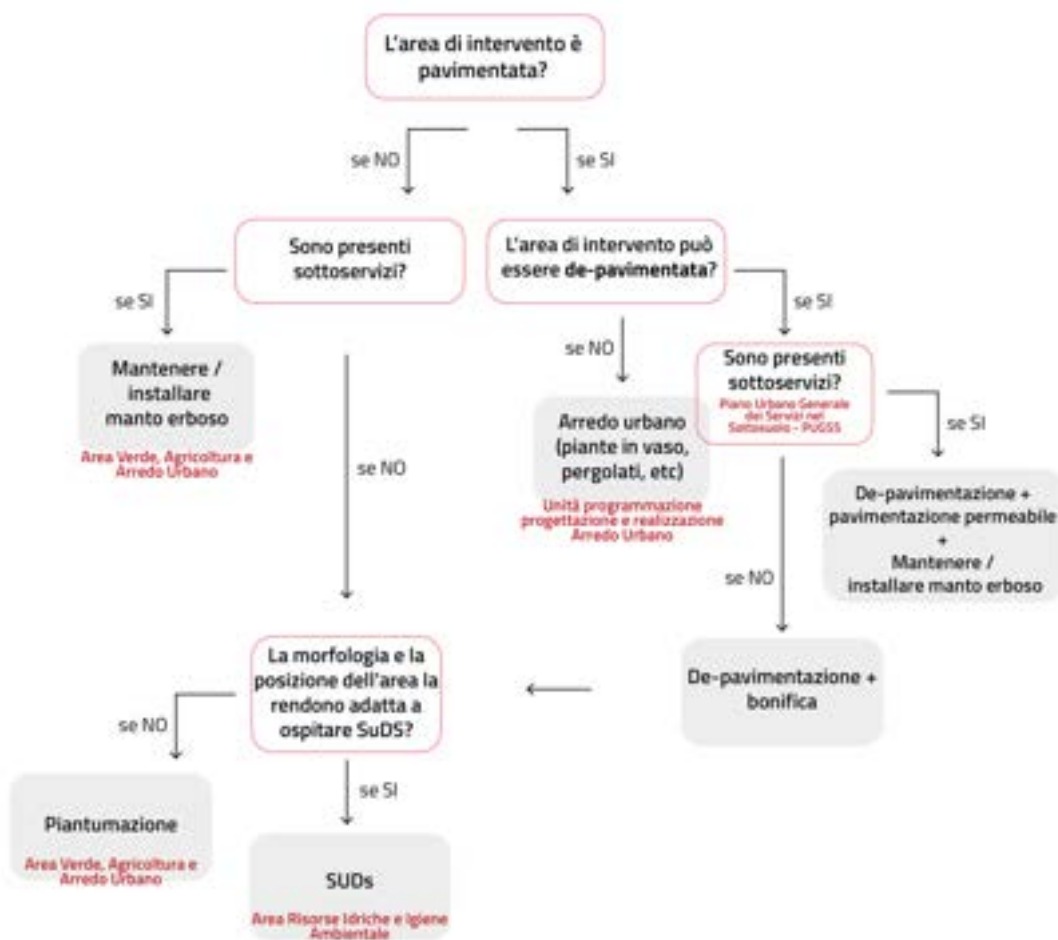 L'area di intervento è
pavimentata?
se NO
se SI
Sono presenti
sottoservizi?
L'area di intervento può
essere de-pavimentata?
se SI
se SI
Mantenere /
installare
manto erboso
Area Verde, Agricoltura e
Arredo Urbano
se NO
Sono presenti
sottoservizi?
Piano Urbano Generale
dei Servizi nel
Sottosuolo - PUGSS
Arredo urbano
(piante in vaso,
pergolati, etc)
Unità programmazione
progettazione e realizzazione
Arredo Urbano
se SI
se NO
De-pavimentazione +
pavimentazione permeabile
+
Mantenere /
installare manto erboso
se NO
La morfologia e la
posizione dell'area la
rendono adatta a
ospitare SuDS?
De-pavimentazione +
bonifica
se NO
se SI
Piantumazione
Area Verde, Agricoltura e
Arredo Urbano
SUDs
Area Risorse Idriche e Igiene
Ambientale